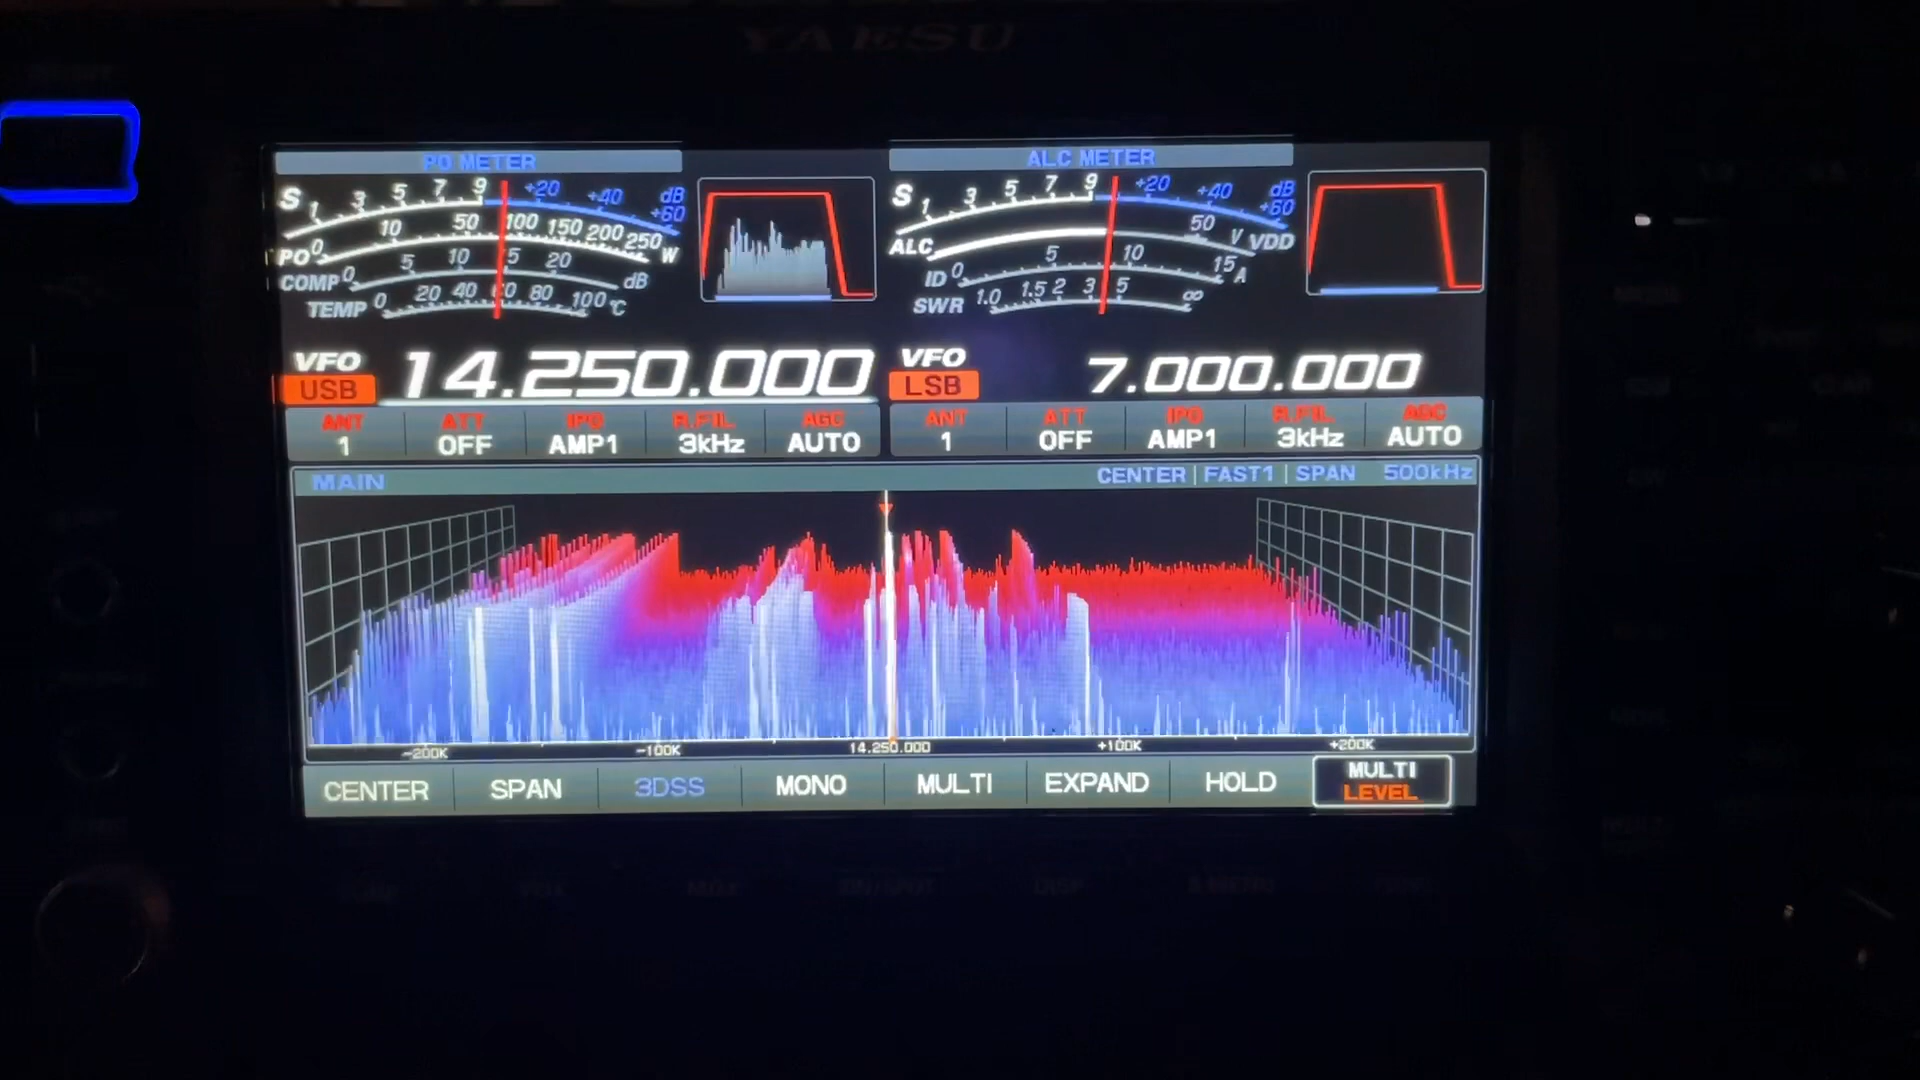 YAESU
PO METER
S 1 3 5 7 9 +20 +40 +60 dB
PO 0 10 50 100 150 200 250 W
COMP 0 5 10 15 20 dB
TEMP 0 20 40 60 80 100 °C
ALC METER
S 1 3 5 7 9 +20 +40 +60 dB
ALC 50 V VDD
ID 0 5 10 15 A
SWR 1.0 1.5 2 3 5 ∞
VFO
USB
14.250.000
VFO
LSB
7.000.000
ANT ATT IPO R.FIL AGC
1 OFF AMP1 3kHz AUTO
ANT ATT IPO R.FIL AGC
1 OFF AMP1 3kHz AUTO
MAIN
CENTER | FAST1 | SPAN 500kHz
-200K -100K 14.250.000 +100K +200K
CENTER SPAN 3DSS MONO MULTI EXPAND HOLD MULTI
LEVEL